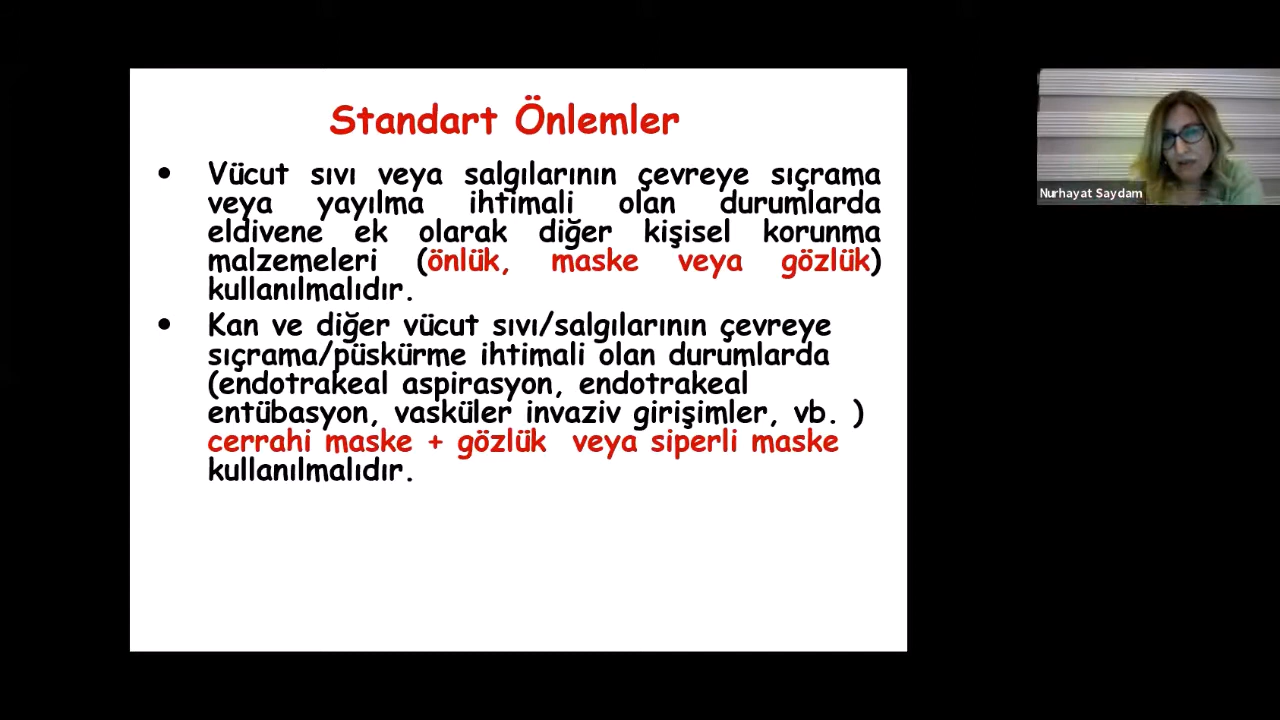 Standart Önlemler
• Vücut sıvı veya salgılarının çevreye sıçrama
veya yayılma ihtimali olan durumlarda
eldivene ek olarak diğer kişisel korunma
malzemeleri (önlük, maske veya gözlük)
kullanılmalıdır.
• Kan ve diğer vücut sıvı/salgılarının çevreye
sıçrama/püskürme ihtimali olan durumlarda
(endotrakeal aspirasyon, endotrakeal
entübasyon, vasküler invaziv girişimler, vb. )
cerrahi maske + gözlük veya siperli maske
kullanılmalıdır.
Nurhayat Saydam